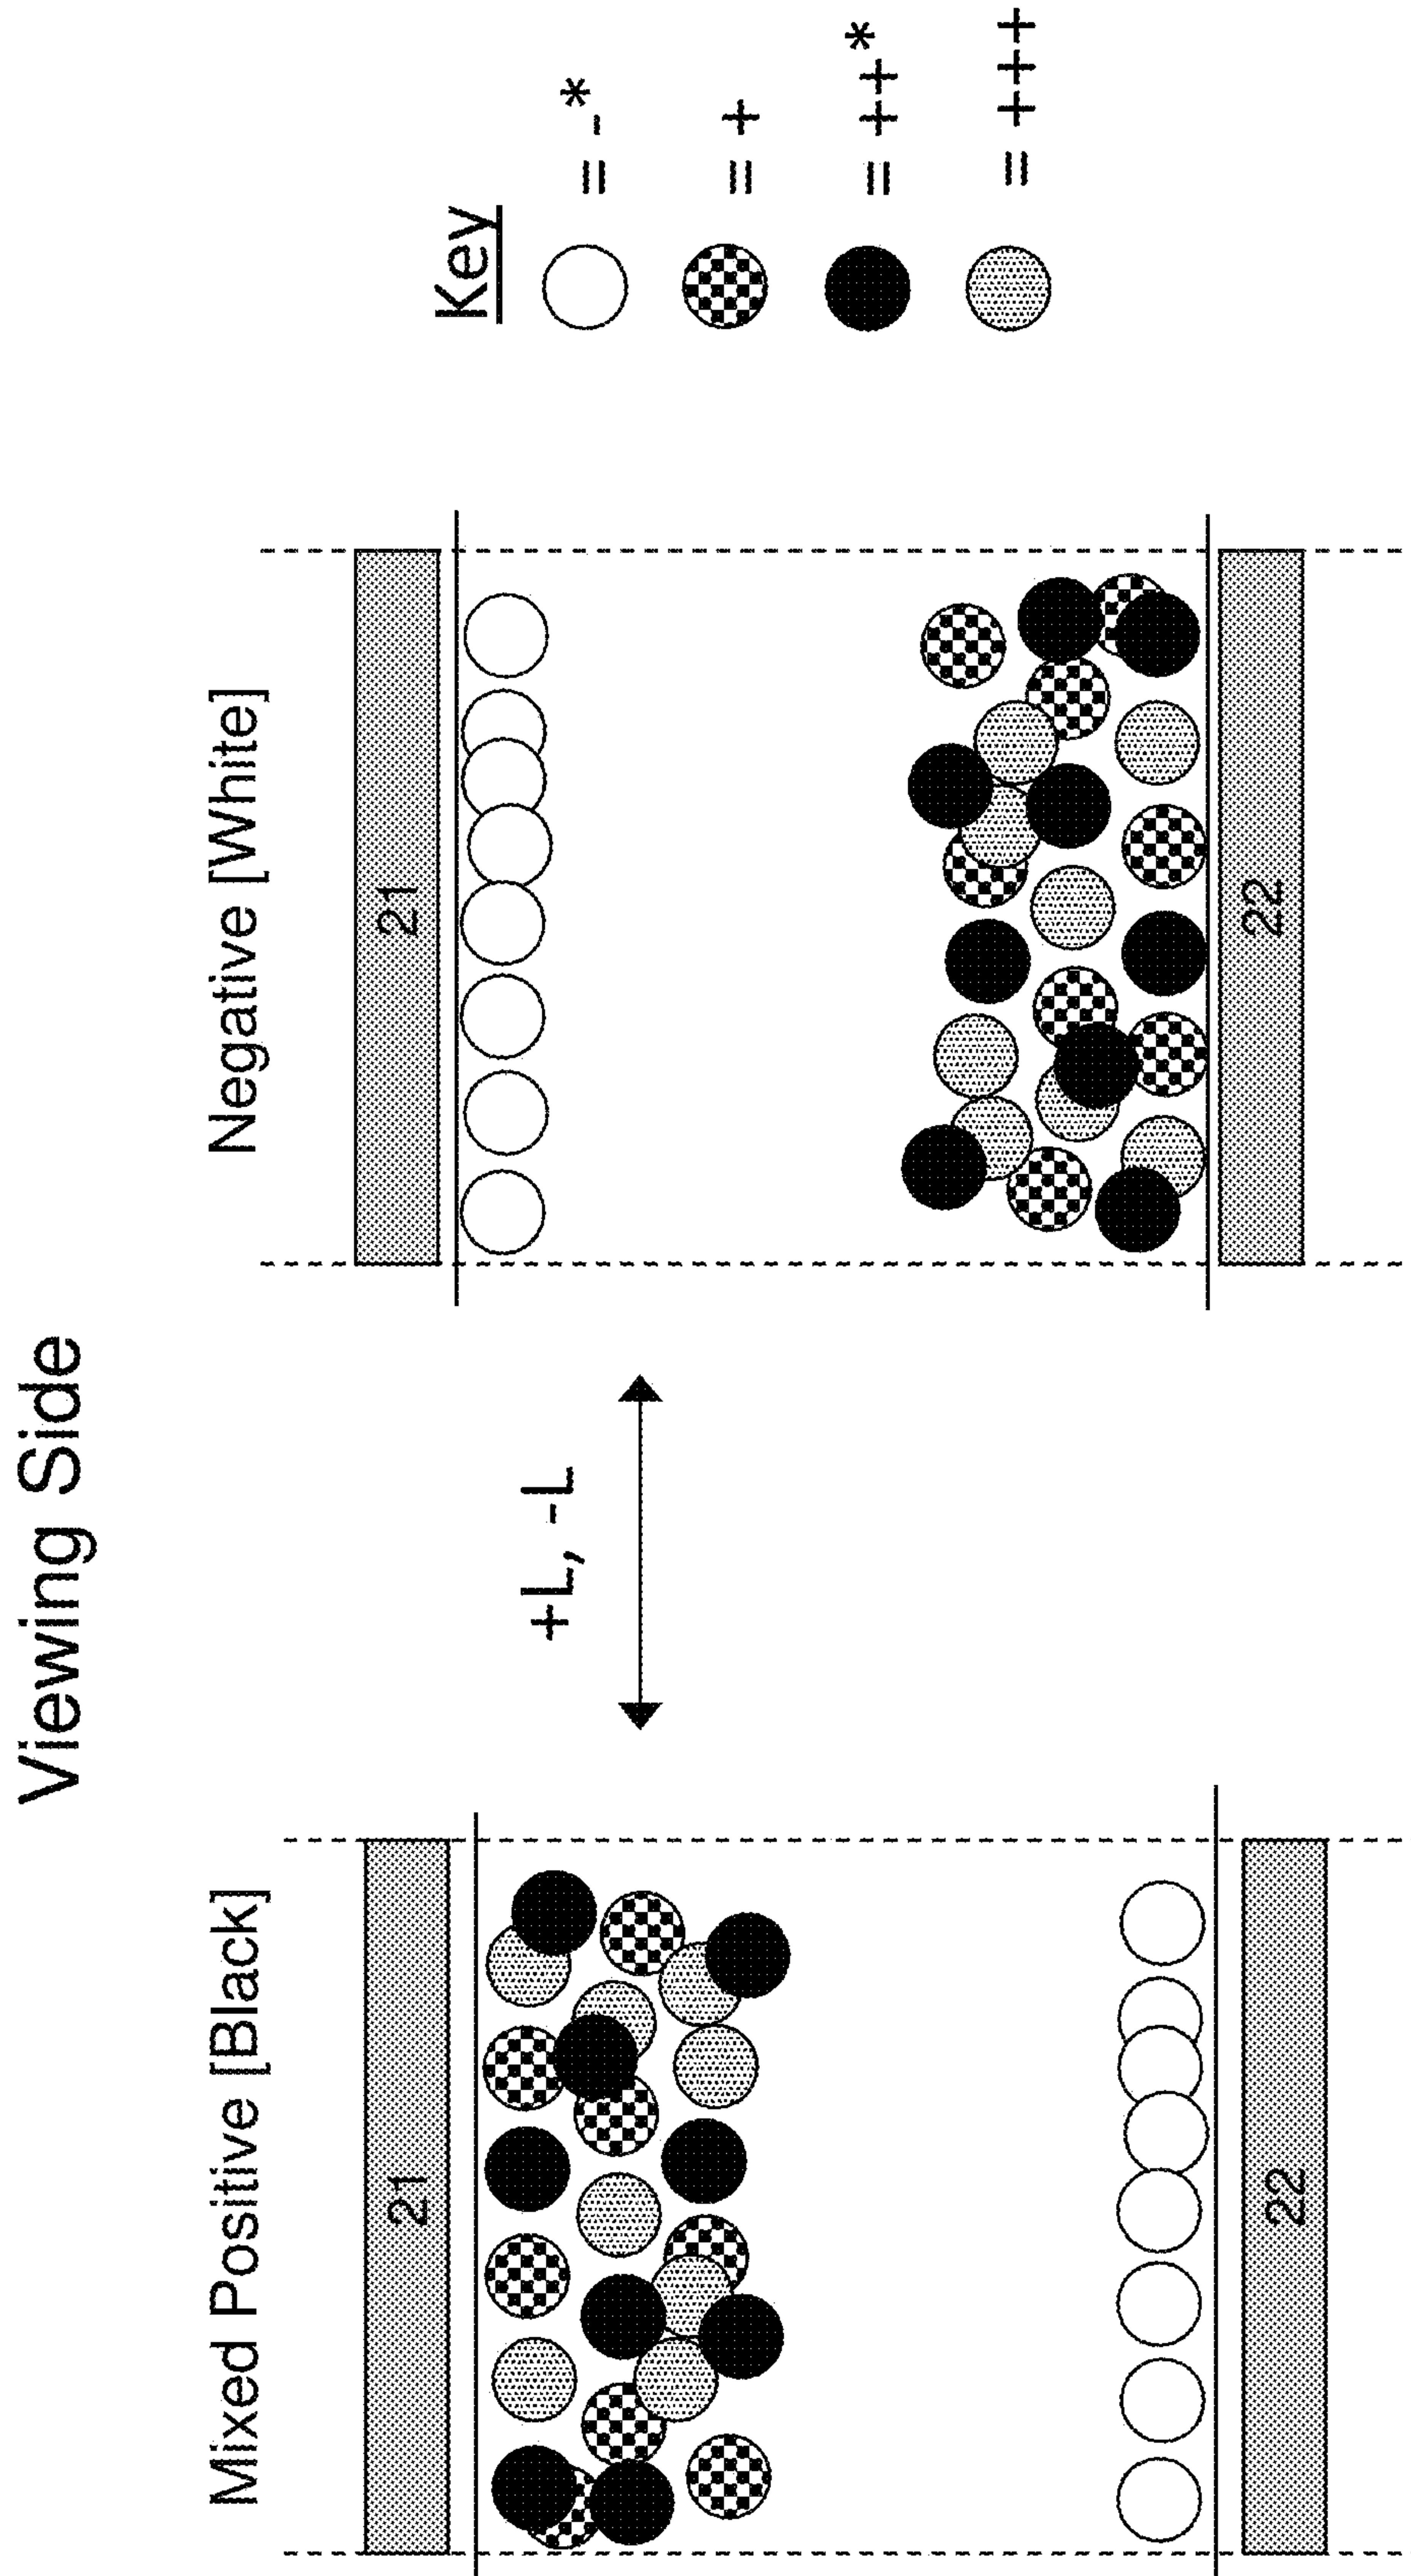 Viewing Side
Mixed Positive [Black]
Negative [White]
21
21
+L, -L
22
22
Key
= -*
= +
= ++*
= +++